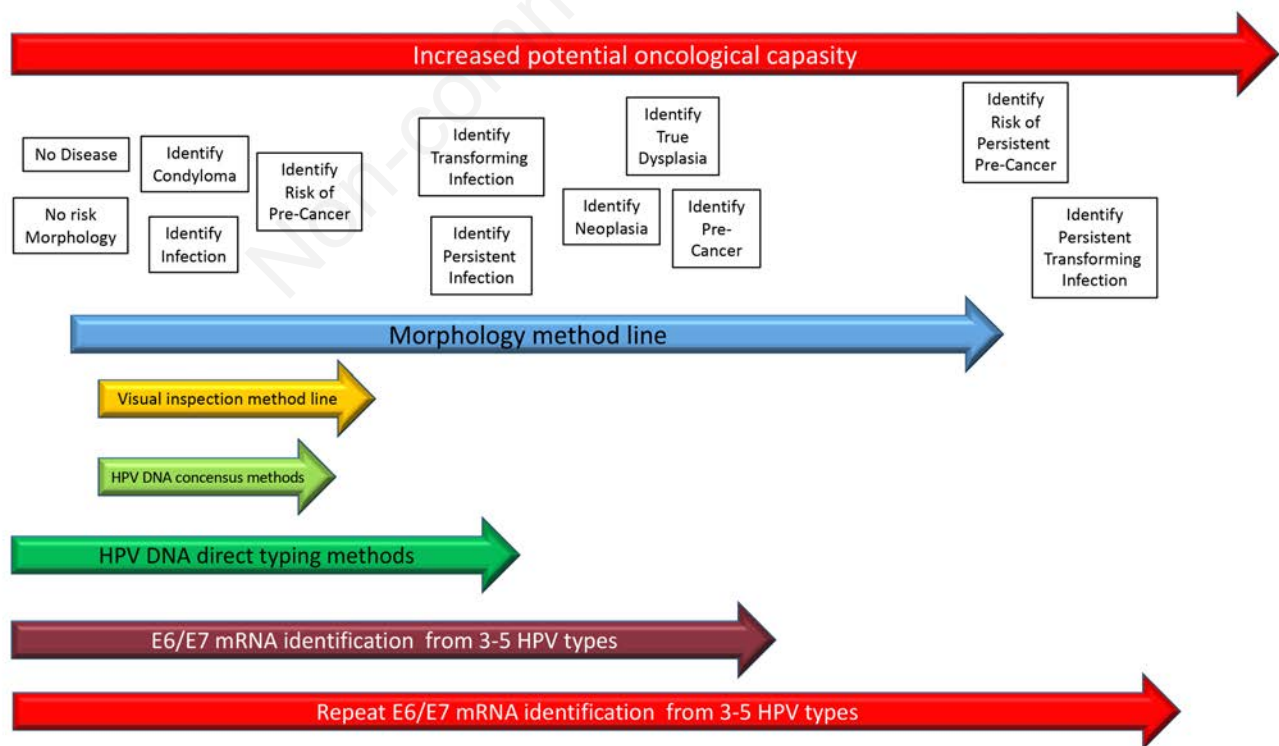 Increased potential oncological capasity
No Disease
No risk
Morphology
Identify
Condyloma
Identify
Infection
Identify
Risk of
Pre-Cancer
Identify
Transforming
Infection
Identify
Persistent
Infection
Identify
True
Dysplasia
Identify
Neoplasia
Identify
Pre-
Cancer
Identify
Risk of
Persistent
Pre-Cancer
Identify
Persistent
Transforming
Infection
Non-com
Morphology method line
Visual inspection method line
HPV DNA concensus methods
HPV DNA direct typing methods
E6/E7 mRNA identification from 3-5 HPV types
Repeat E6/E7 mRNA identification from 3-5 HPV types